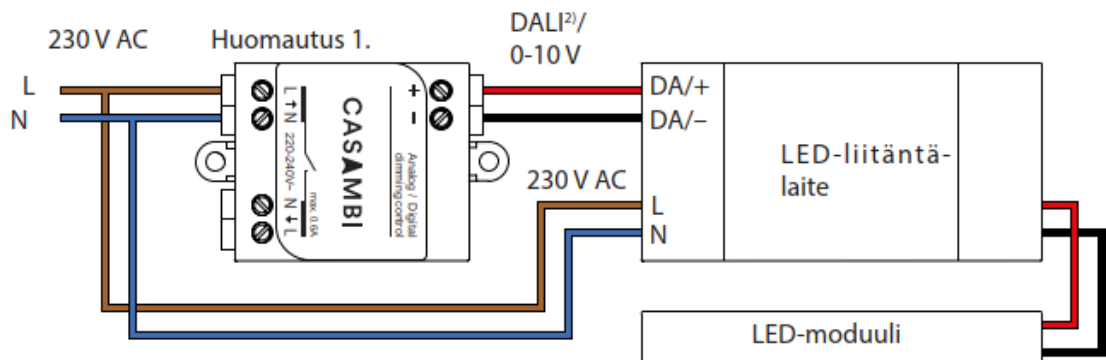 230 V AC
Huomautus 1.
DALI²⁾/
0-10 V
L
N
L ↑ N
220-240V~
N ↓ L
max. 0.6A
CASAMBI
Analog / Digital
dimming control
+
−
DA/+
DA/–
LED-liitäntä-
laite
230 V AC
L
N
LED-moduuli